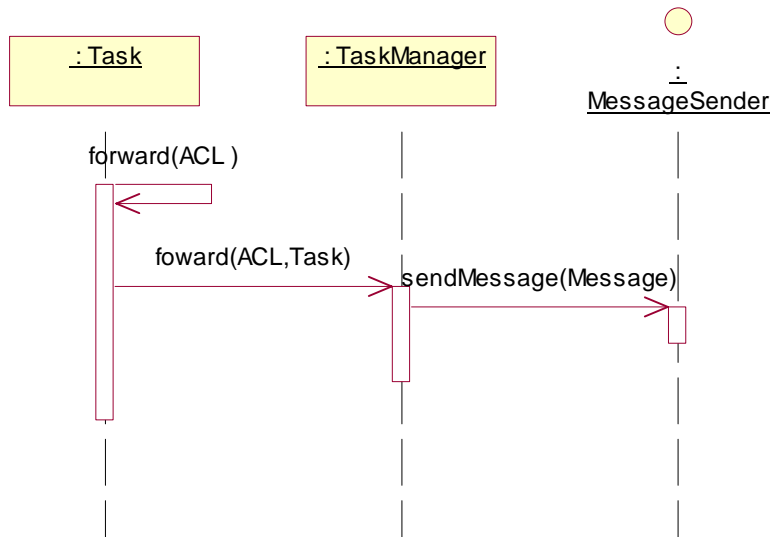 : Task
: TaskManager
:
MessageSender
forward(ACL )
foward(ACL,Task)
sendMessage(Message)